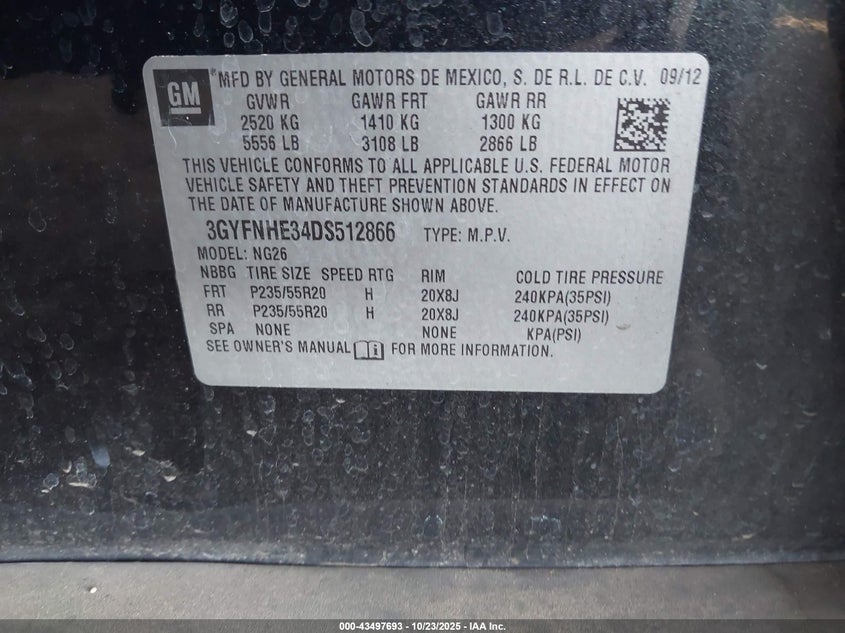 GM
*MFD BY GENERAL MOTORS DE MEXICO, S. DE R.L. DE C.V. 09/12
GVWR GAWR FRT GAWR RR
2520 KG 1410 KG 1300 KG
5556 LB 3108 LB 2866 LB
THIS VEHICLE CONFORMS TO ALL APPLICABLE U.S. FEDERAL MOTOR
VEHICLE SAFETY AND THEFT PREVENTION STANDARDS IN EFFECT ON
THE DATE OF MANUFACTURE SHOWN ABOVE.
3GYFNHE34DS512866 TYPE: M.P.V.
MODEL: NG26
NBBG TIRE SIZE SPEED RTG RIM COLD TIRE PRESSURE
FRT P235/55R20 H 20X8J 240KPA(35PSI)
RR P235/55R20 H 20X8J 240KPA(35PSI)
SPA NONE NONE KPA(PSI)
SEE OWNER'S MANUAL FOR MORE INFORMATION.
000-43497693 - 10/23/2025 - IAA Inc.